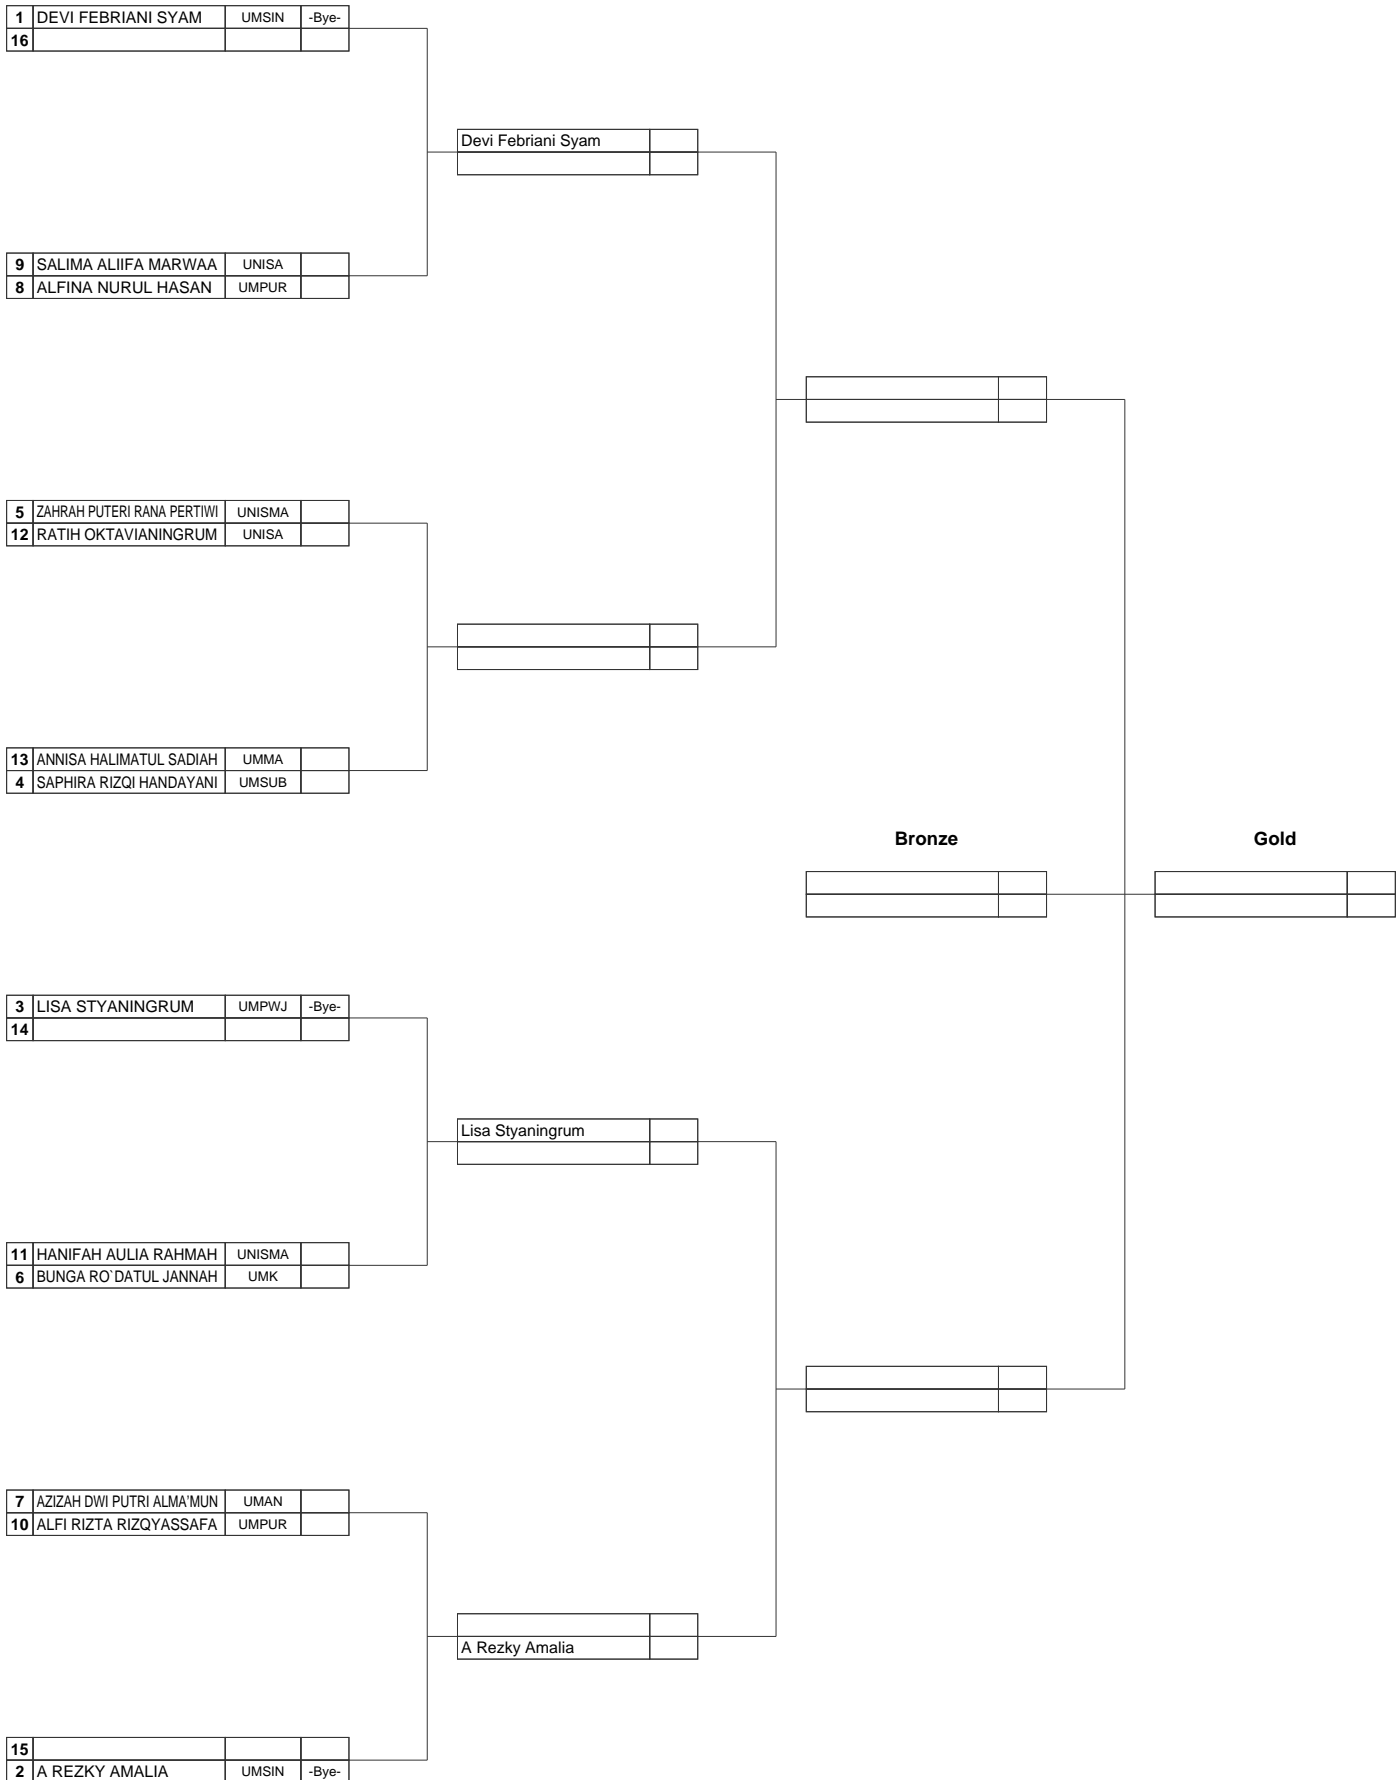 1 DEVI FEBRIANI SYAM UMSIN -Bye-
16
Devi Febriani Syam
9 SALIMA ALIIFA MARWAA UNISA
8 ALFINA NURUL HASAN UMPUR
5 ZAHRAH PUTERI RANA PERTIWI UNISMA
12 RATIH OKTAVIANINGRUM UNISA
13 ANNISA HALIMATUL SADIAH UMMA
4 SAPHIRA RIZQI HANDAYANI UMSUB
Bronze Gold
3 LISA STYANINGRUM UMPWJ -Bye-
14
Lisa Styaningrum
11 HANIFAH AULIA RAHMAH UNISMA
6 BUNGA RO`DATUL JANNAH UMK
7 AZIZAH DWI PUTRI ALMA'MUN UMAN
10 ALFI RIZTA RIZQYASSAFA UMPUR
A Rezky Amalia
15
2 A REZKY AMALIA UMSIN -Bye-